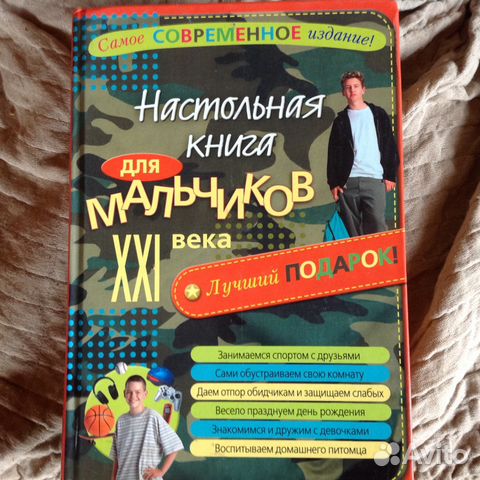 Самое СОВРЕМЕННОЕ издание!
Настольная
книга
для
МАЛЬЧИКОВ
XXI века
Лучший ПОДАРОК!
Занимаемся спортом с друзьями
Сами обустраиваем свою комнату
Даем отпор обидчикам и защищаем слабых
Весело празднуем день рождения
Знакомимся и дружим с девочками
Воспитываем домашнего питомца
Avito